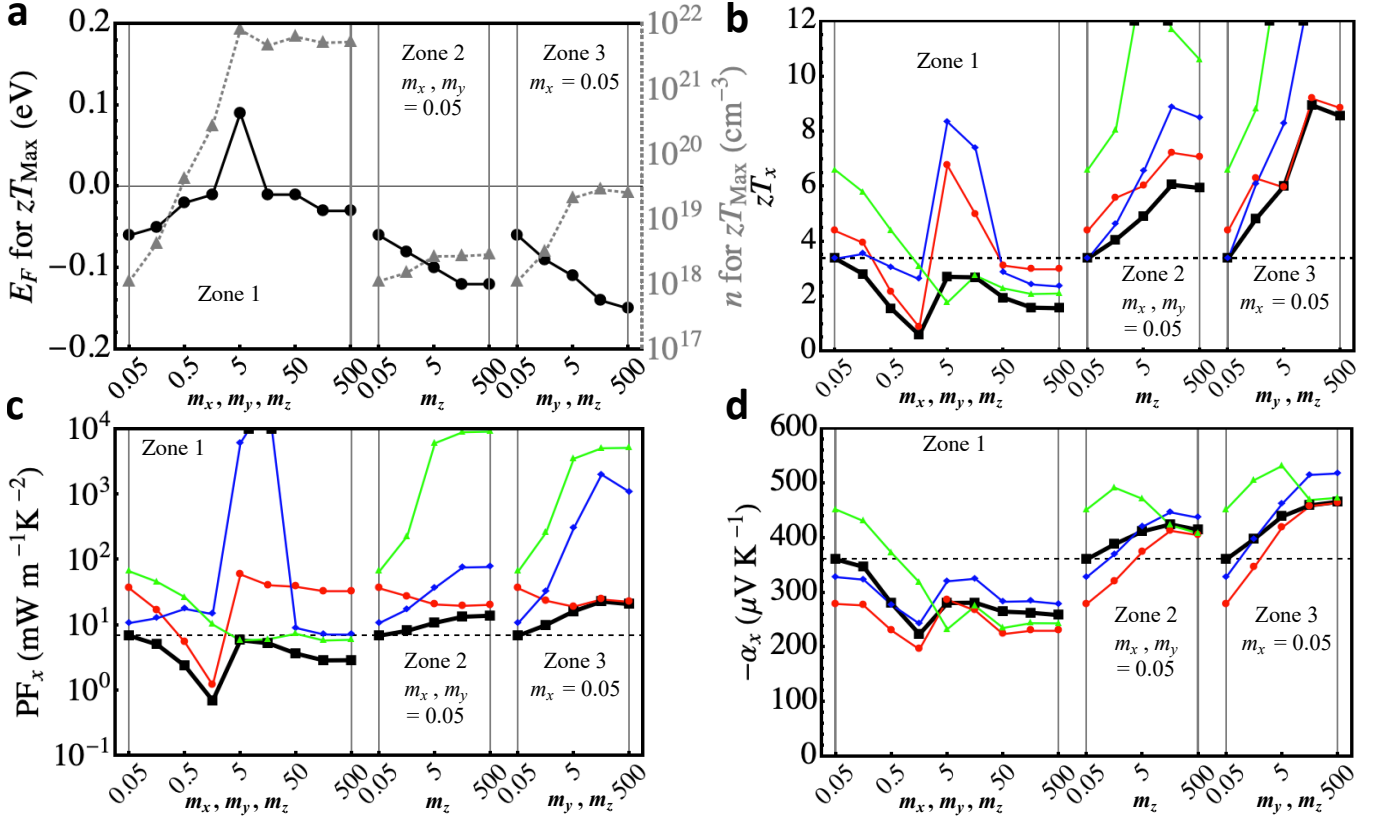 a
0.2
0.1
0.0
−0.1
−0.2
E_F for zT_Max (eV)
Zone 1
Zone 2
m_x , m_y
= 0.05
Zone 3
m_x = 0.05
10^22
10^21
10^20
10^19
10^18
10^17
n for zT_Max (cm^−3)
0.05 0.5 5 50 500 0.05 5 500 0.05 5 500
m_x , m_y , m_z m_z m_y , m_z
b
12
10
8
6
4
2
0
zT_x
Zone 1
Zone 2
m_x , m_y
= 0.05
Zone 3
m_x = 0.05
0.05 0.5 5 50 500 0.05 5 500 0.05 5 500
m_x , m_y , m_z m_z m_y , m_z
c
10^4
10^3
10^2
10^1
10^0
10^−1
PF_x (mW m^−1K^−2)
Zone 1
Zone 2
m_x , m_y
= 0.05
Zone 3
m_x = 0.05
0.05 0.5 5 50 500 0.05 5 500 0.05 5 500
m_x , m_y , m_z m_z m_y , m_z
d
600
500
400
300
200
100
0
−α_x (μV K^−1)
Zone 1
Zone 2
m_x , m_y
= 0.05
Zone 3
m_x = 0.05
0.05 0.5 5 50 500 0.05 5 500 0.05 5 500
m_x , m_y , m_z m_z m_y , m_z